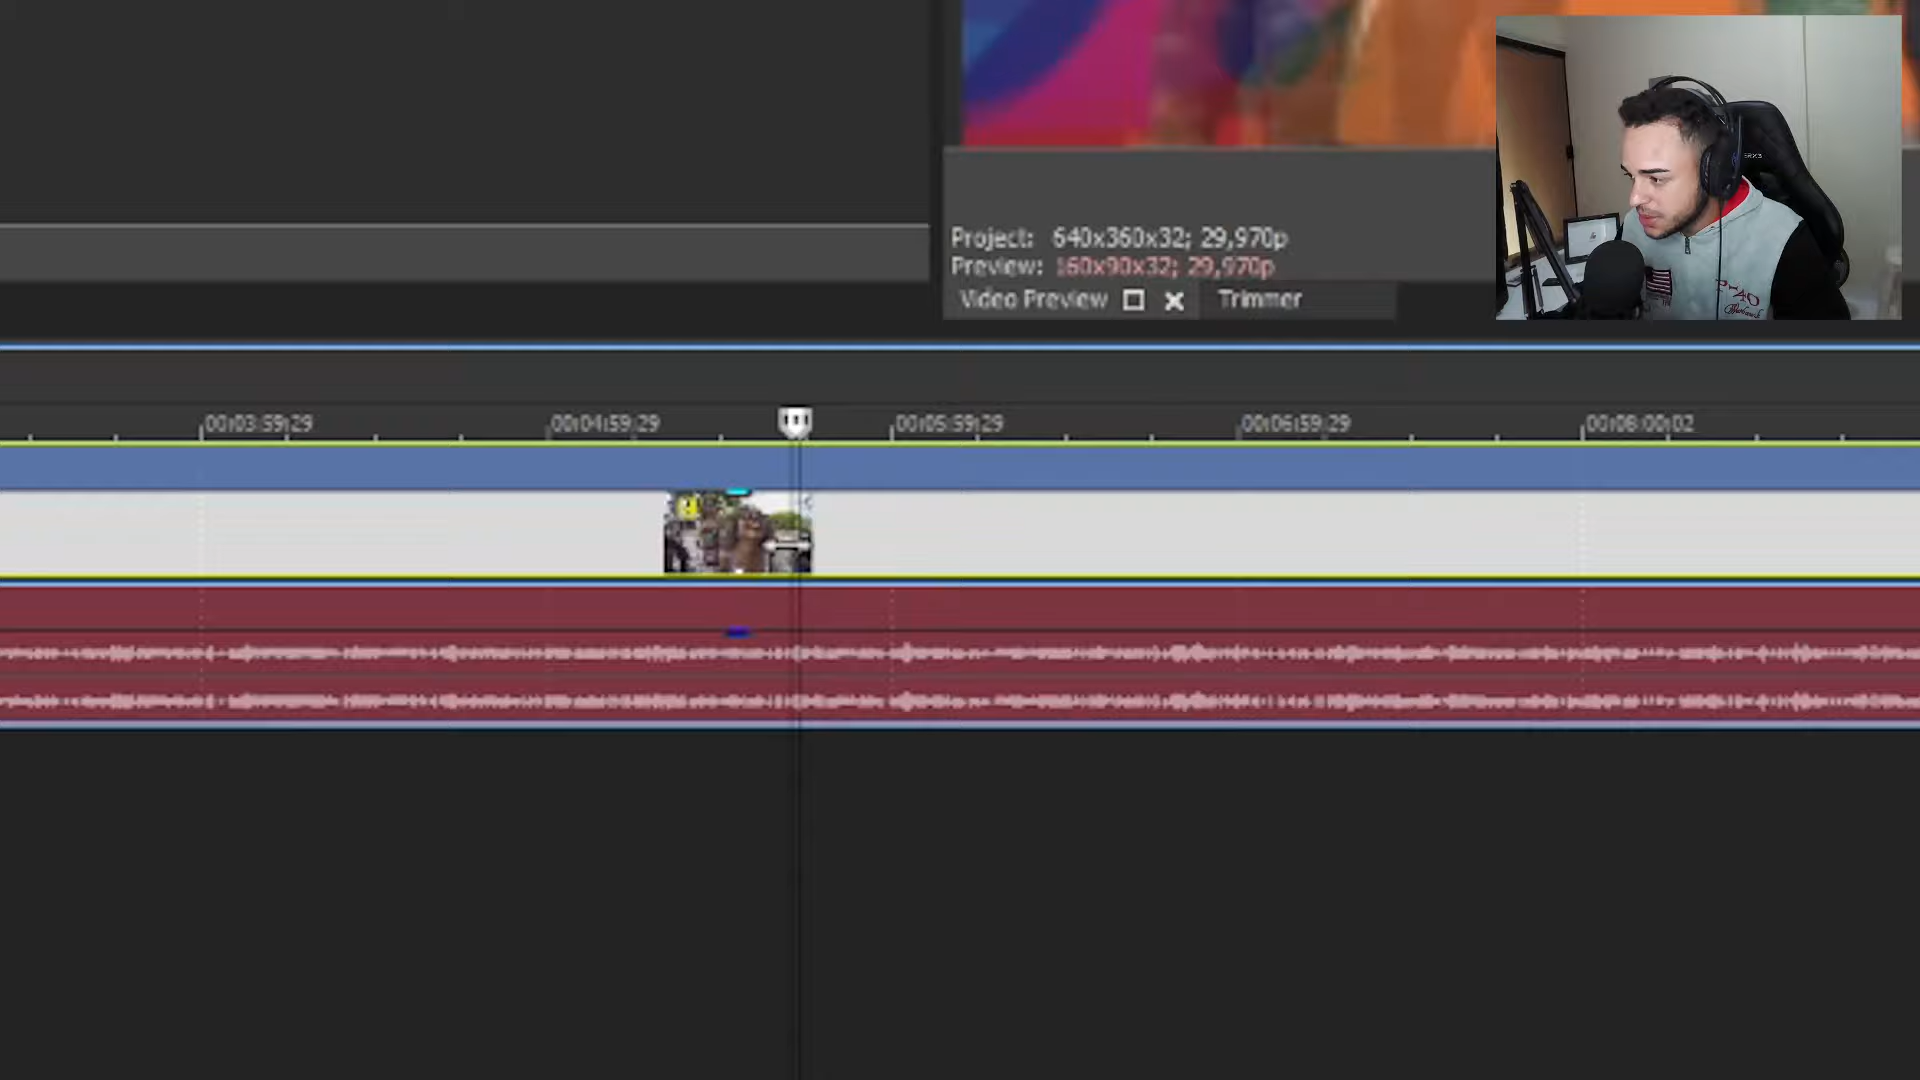 Project: 640x360x32; 29,970p
Preview: 160x90x32; 29,970p
Video Preview Trimmer
00:03:59;29 00:04:59;29 00:05:59;29 00:06:59;29 00:08:00;02